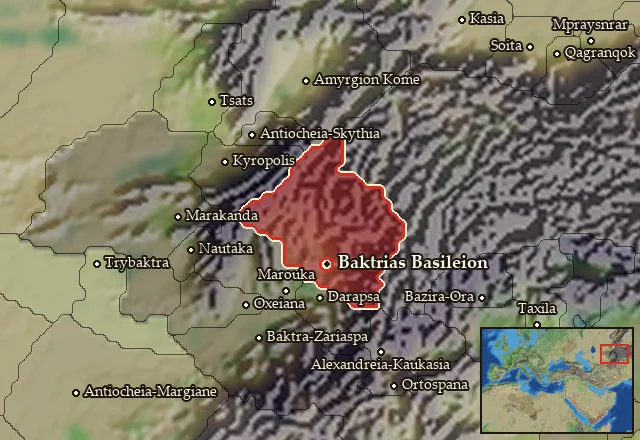 Kasia
Mpraysnrar
Soita
Qagranqok
Amyrgion Kome
Tsats
Antiocheia-Skythia
Kyropolis
Marakanda
Nautaka
Trybaktra
Baktrias Basileion
Marouka
Oxeiana
Darapsa
Bazira-Ora
Taxila
Baktra-Zariaspa
Alexandreia-Kaukasia
Ortospana
Antiocheia-Margiane